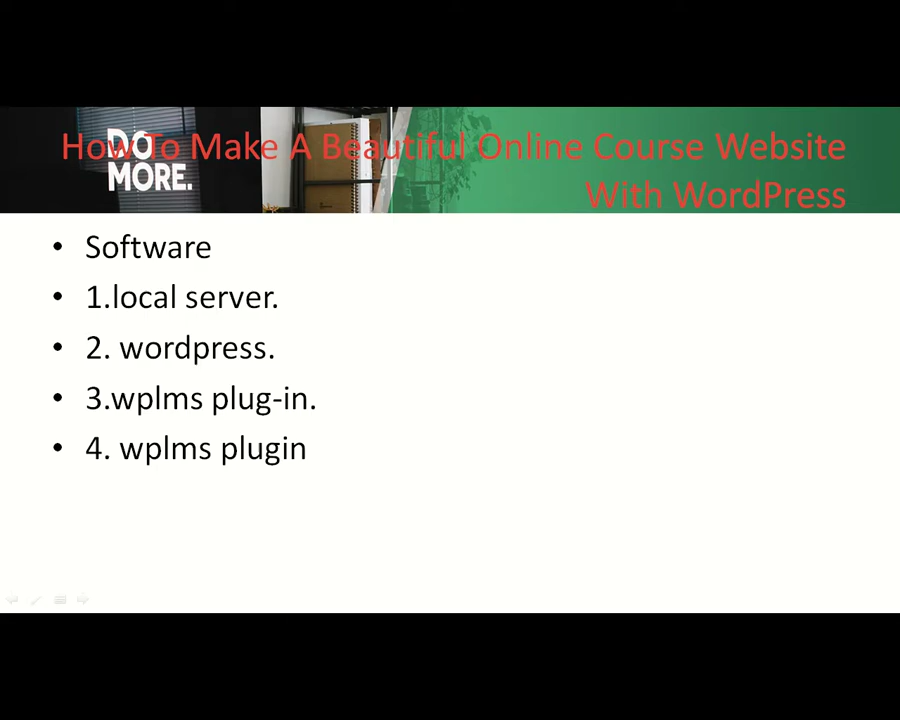 DO
MORE.
How To Make A Beautiful Online Course Website
With WordPress
• Software
• 1.local server.
• 2. wordpress.
• 3.wplms plug-in.
• 4. wplms plugin